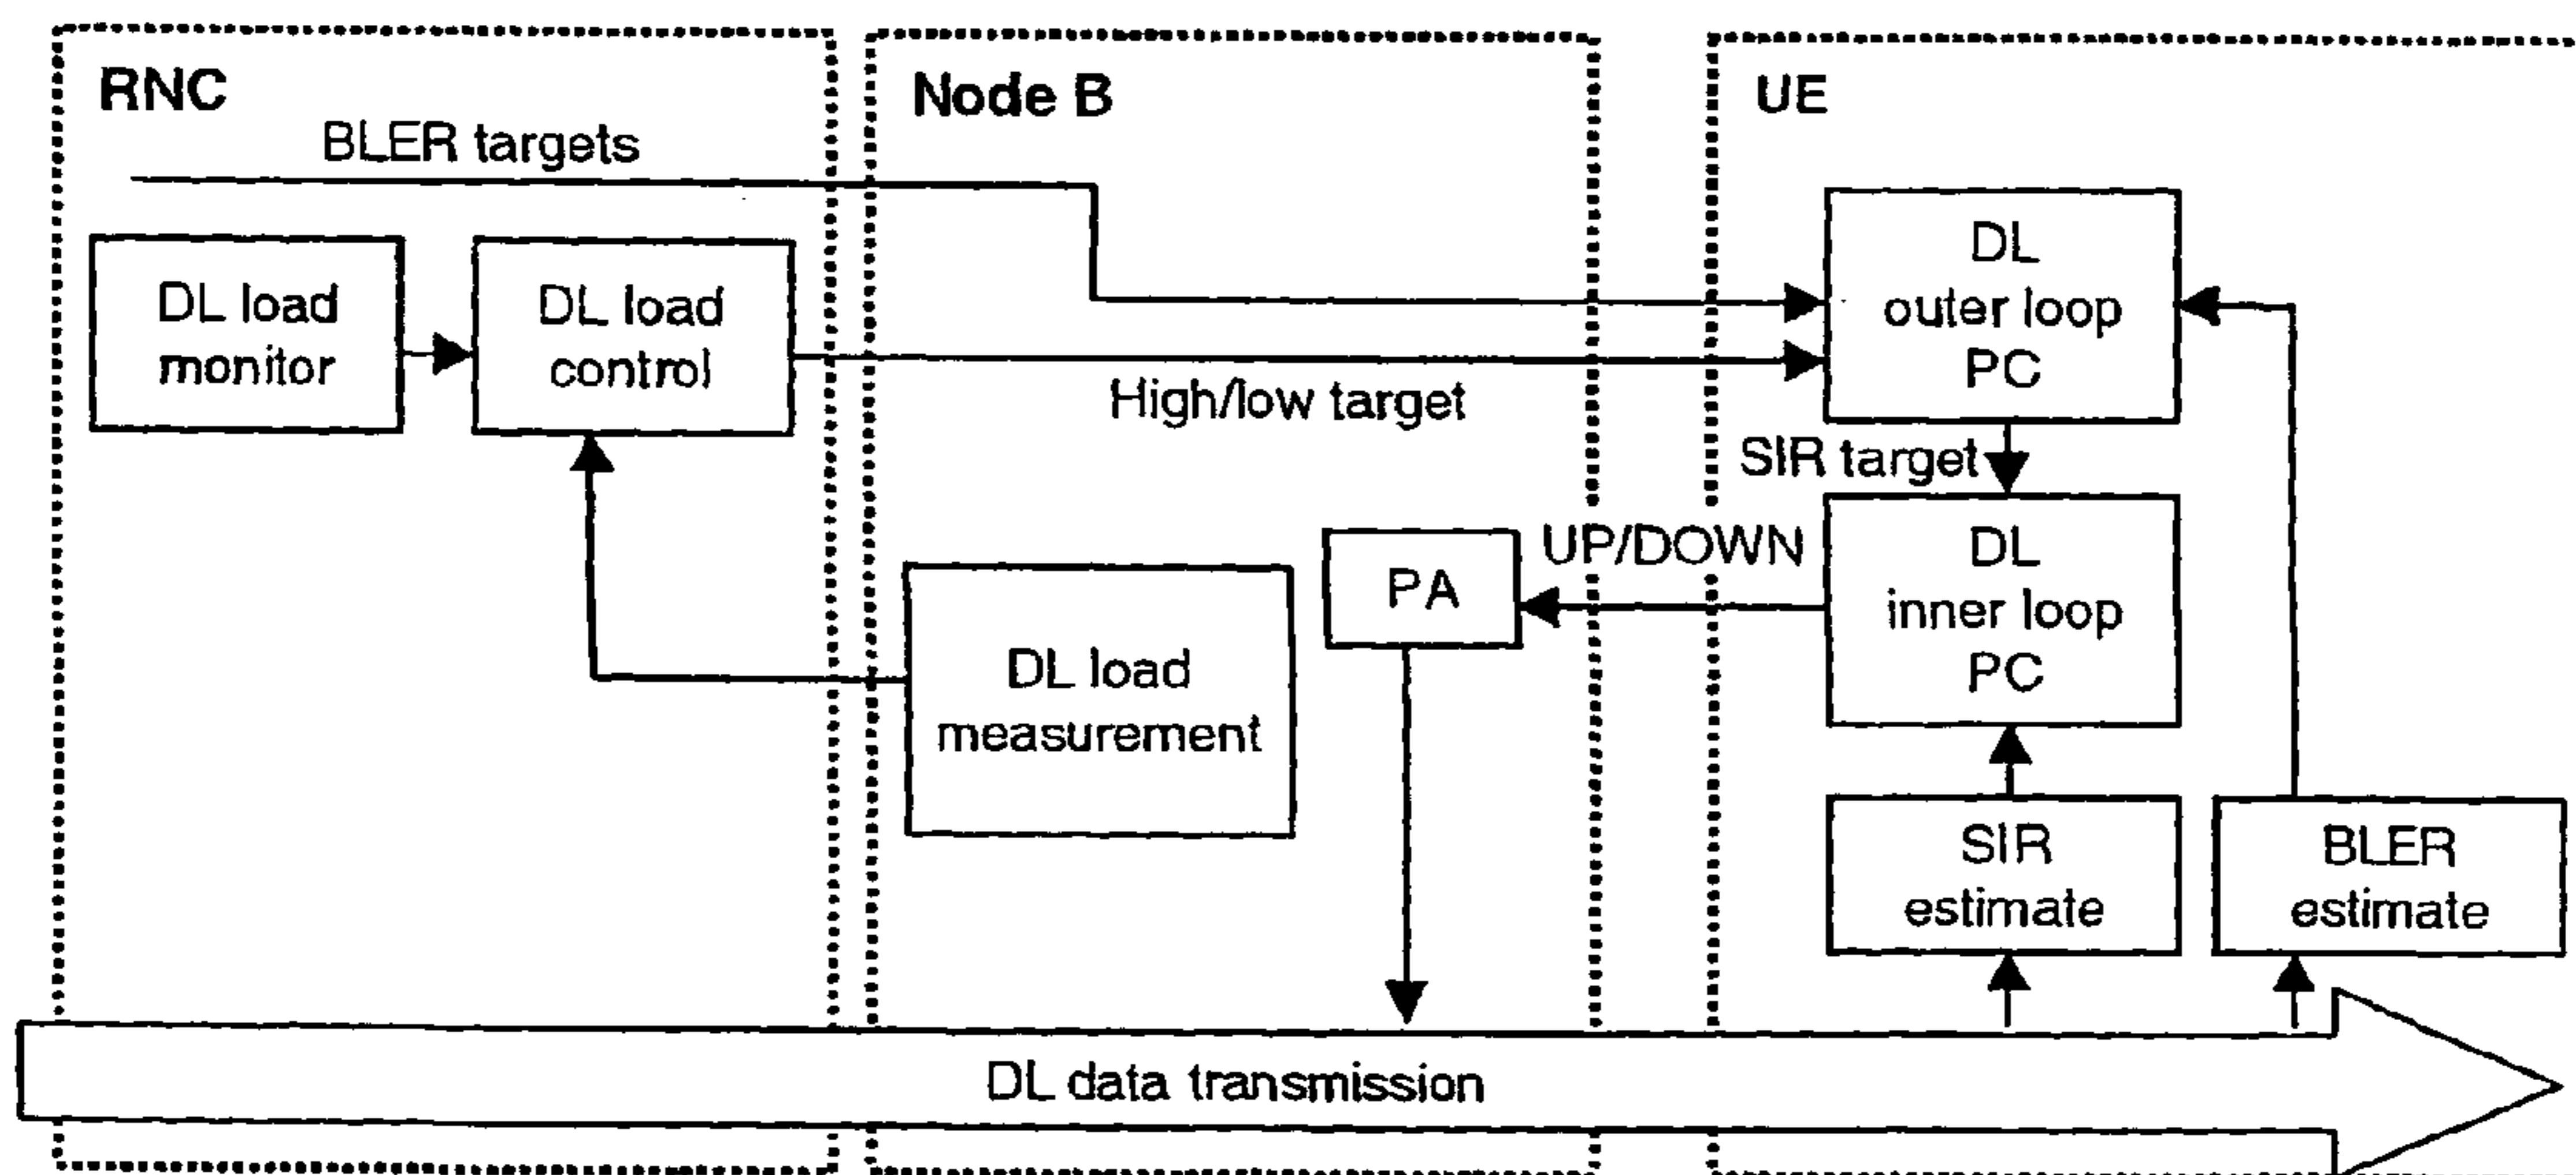 RNC
Node B
UE
BLER targets
DL load
monitor
DL load
control
High/low target
DL
outer loop
PC
SIR target
UP/DOWN
PA
DL
inner loop
PC
DL load
measurement
SIR
estimate
BLER
estimate
DL data transmission